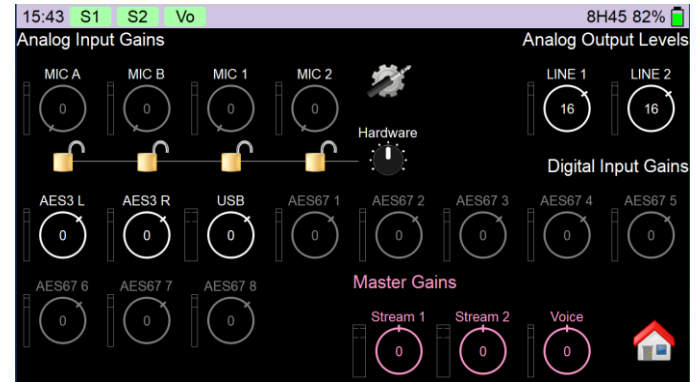 15:43 S1 S2 Vo 8H45 82%
Analog Input Gains Analog Output Levels
MIC A MIC B MIC 1 MIC 2 LINE 1 LINE 2
0 0 0 0 16 16
Hardware
Digital Input Gains
AES3 L AES3 R USB AES67 1 AES67 2 AES67 3 AES67 4 AES67 5
0 0 0 0 0 0 0 0
AES67 6 AES67 7 AES67 8 Master Gains
Stream 1 Stream 2 Voice
0 0 0
0 0 0